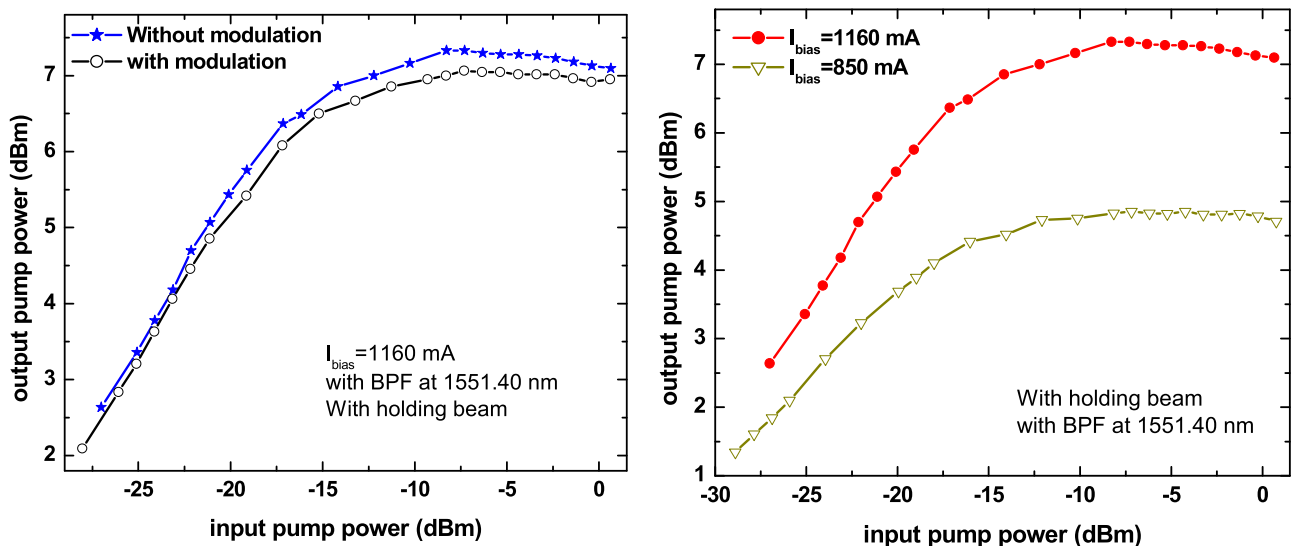 Without modulation
with modulation
7
6
5
4
3
2
output pump power (dBm)
I_bias=1160 mA
with BPF at 1551.40 nm
With holding beam
-25 -20 -15 -10 -5 0
input pump power (dBm)
I_bias=1160 mA
I_bias=850 mA
7
6
5
4
3
2
1
output pump power (dBm)
With holding beam
with BPF at 1551.40 nm
-30 -25 -20 -15 -10 -5 0
input pump power (dBm)